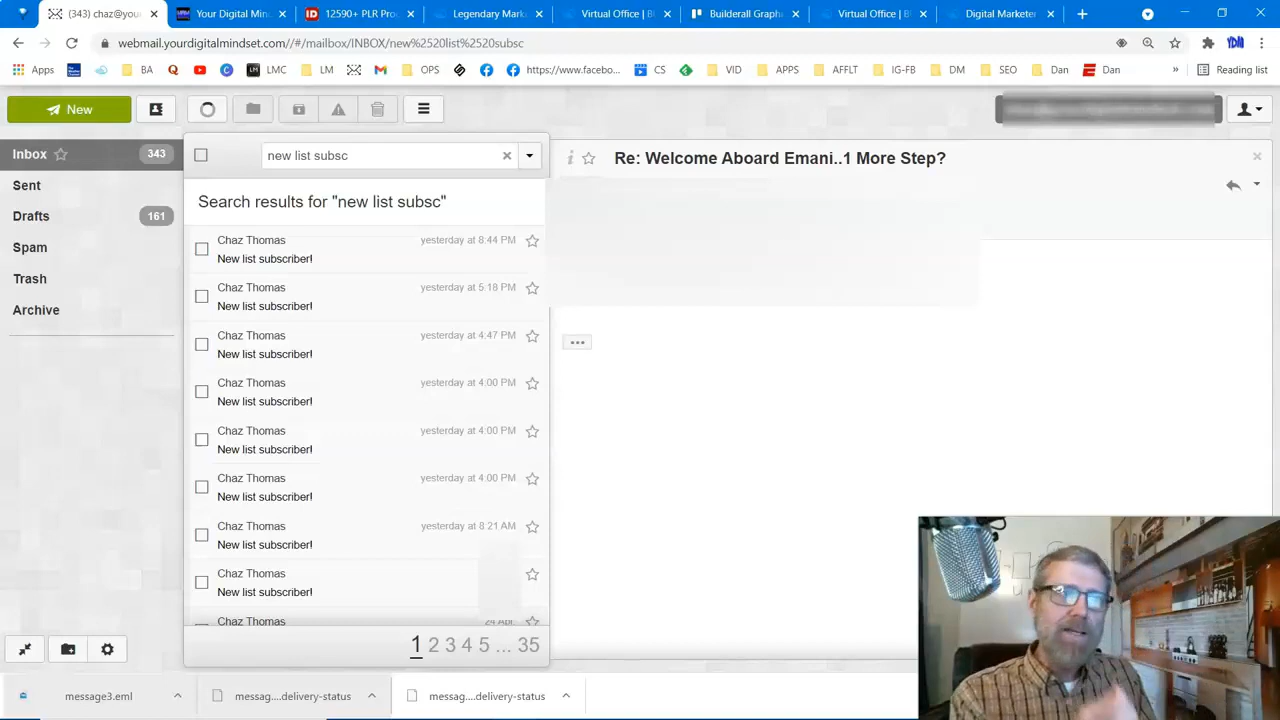 (343) chaz@your
Your Digital Mind
12590+ PLR Pro
Legendary Mark
Virtual Office | B
Builderall Graph
Virtual Office | B
Digital Marketer
webmail.yourdigitalmindset.com//#/mailbox/INBOX/new%2520list%2520subsc
Apps
BA
LMC
LM
OPS
https://www.facebo...
CS
VID
APPS
AFFLT
IG-FB
DM
SEO
Dan
Dan
Reading list
New
Inbox 343
Sent
Drafts 161
Spam
Trash
Archive
new list subsc
Search results for "new list subsc"
Chaz Thomas yesterday at 8:44 PM
New list subscriber!
Chaz Thomas yesterday at 5:18 PM
New list subscriber!
Chaz Thomas yesterday at 4:47 PM
New list subscriber!
Chaz Thomas yesterday at 4:00 PM
New list subscriber!
Chaz Thomas yesterday at 4:00 PM
New list subscriber!
Chaz Thomas yesterday at 4:00 PM
New list subscriber!
Chaz Thomas yesterday at 8:21 AM
New list subscriber!
Chaz Thomas
New list subscriber!
Chaz Thomas 24 Apr
1 2 3 4 5 ... 35
Re: Welcome Aboard Emani..1 More Step?
message3.eml
messag....delivery-status
messag....delivery-status